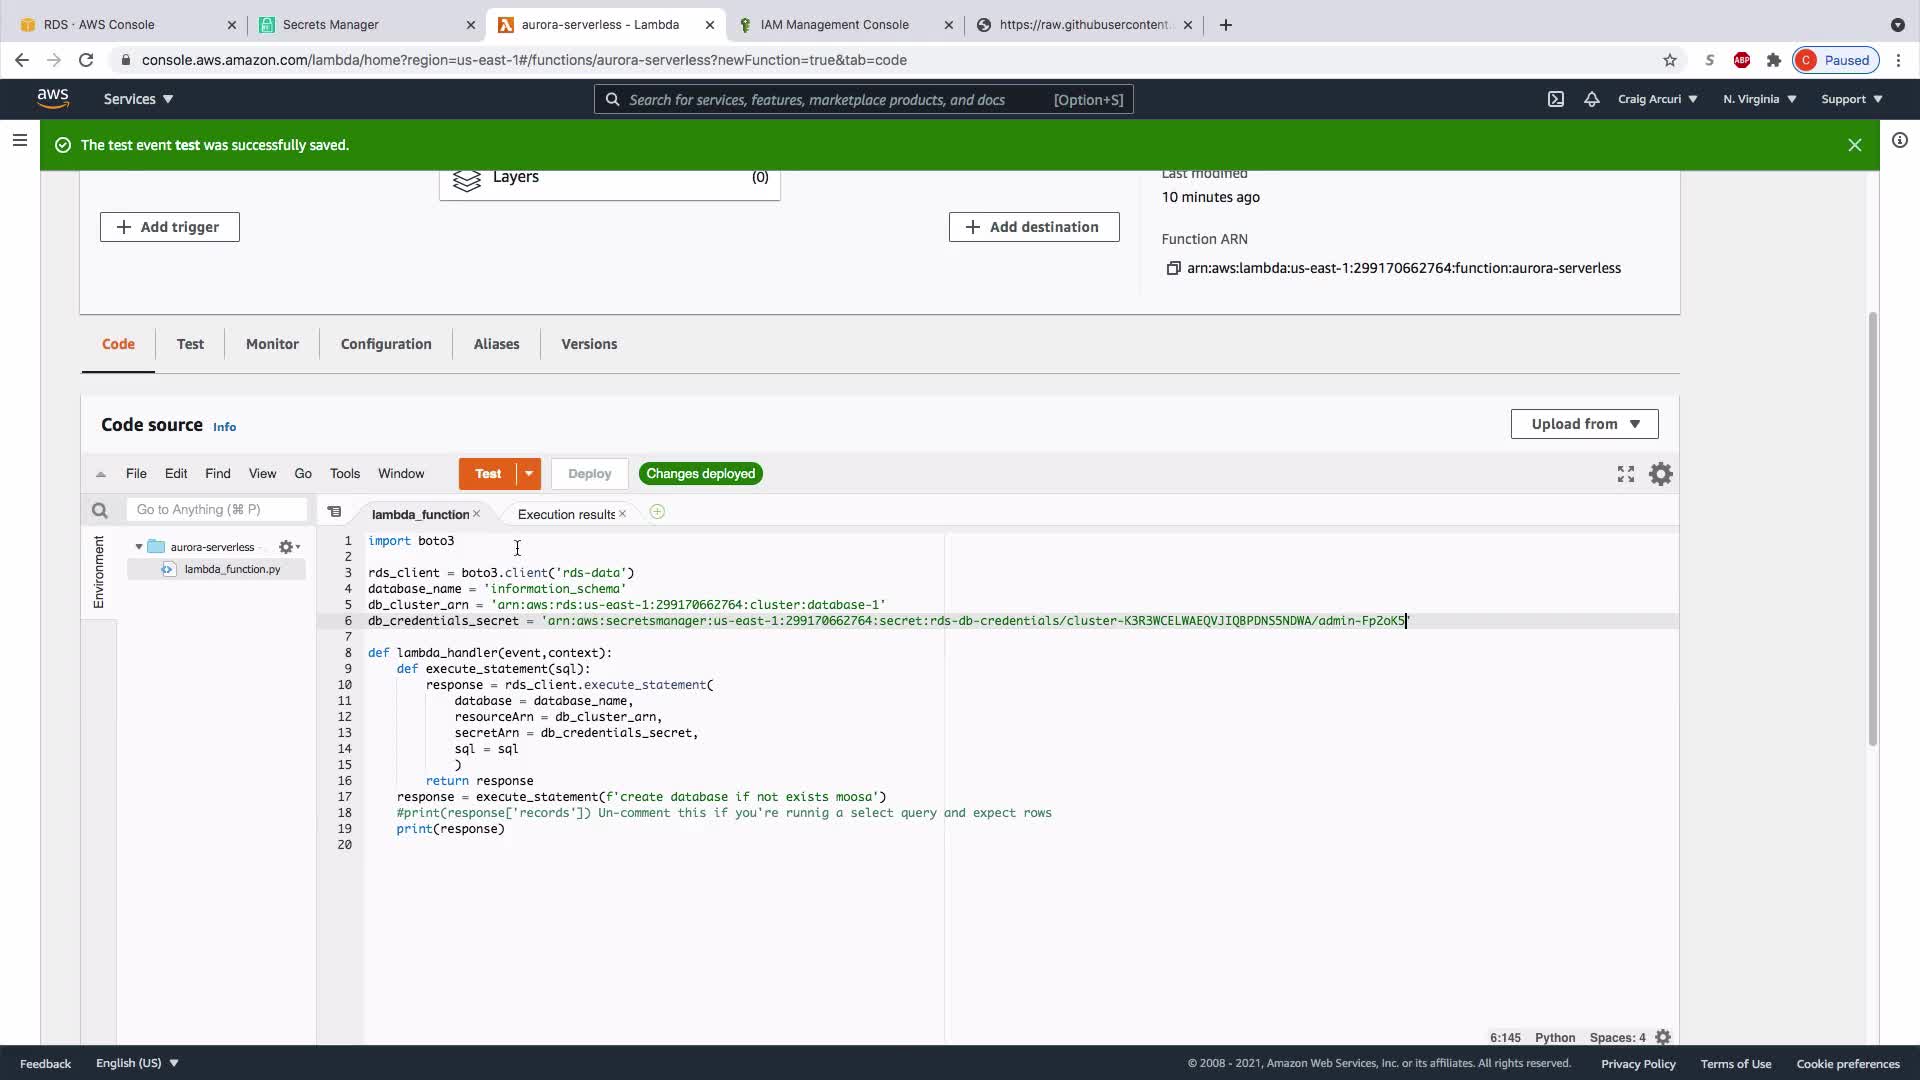 RDS · AWS Console
Secrets Manager
aurora-serverless - Lambda
IAM Management Console
https://raw.githubusercontent.
console.aws.amazon.com/lambda/home?region=us-east-1#/functions/aurora-serverless?newFunction=true&tab=code
S
ABP
C Paused
aws
Services
Search for services, features, marketplace products, and docs [Option+S]
Craig Arcuri
N. Virginia
Support
The test event test was successfully saved.
Layers (0)
Last modified
10 minutes ago
+ Add trigger
+ Add destination
Function ARN
arn:aws:lambda:us-east-1:299170662764:function:aurora-serverless
Code
Test
Monitor
Configuration
Aliases
Versions
Code source Info
Upload from
File Edit Find View Go Tools Window
Test
Deploy
Changes deployed
Go to Anything (⌘ P)
lambda_function
Execution results
Environment
aurora-serverless -
lambda_function.py
1 import boto3
2
3 rds_client = boto3.client('rds-data')
4 database_name = 'information_schema'
5 db_cluster_arn = 'arn:aws:rds:us-east-1:299170662764:cluster:database-1'
6 db_credentials_secret = 'arn:aws:secretsmanager:us-east-1:299170662764:secret:rds-db-credentials/cluster-K3R3WCELWAEQVJIQBPDNS5NDWA/admin-Fp2oK5'
7
8 def lambda_handler(event,context):
9 def execute_statement(sql):
10 response = rds_client.execute_statement(
11 database = database_name,
12 resourceArn = db_cluster_arn,
13 secretArn = db_credentials_secret,
14 sql = sql
15 )
16 return response
17 response = execute_statement(f'create database if not exists moosa')
18 #print(response['records']) Un-comment this if you're runnig a select query and expect rows
19 print(response)
20
6:145 Python Spaces: 4
Feedback
English (US)
© 2008 - 2021, Amazon Web Services, Inc. or its affiliates. All rights reserved.
Privacy Policy
Terms of Use
Cookie preferences